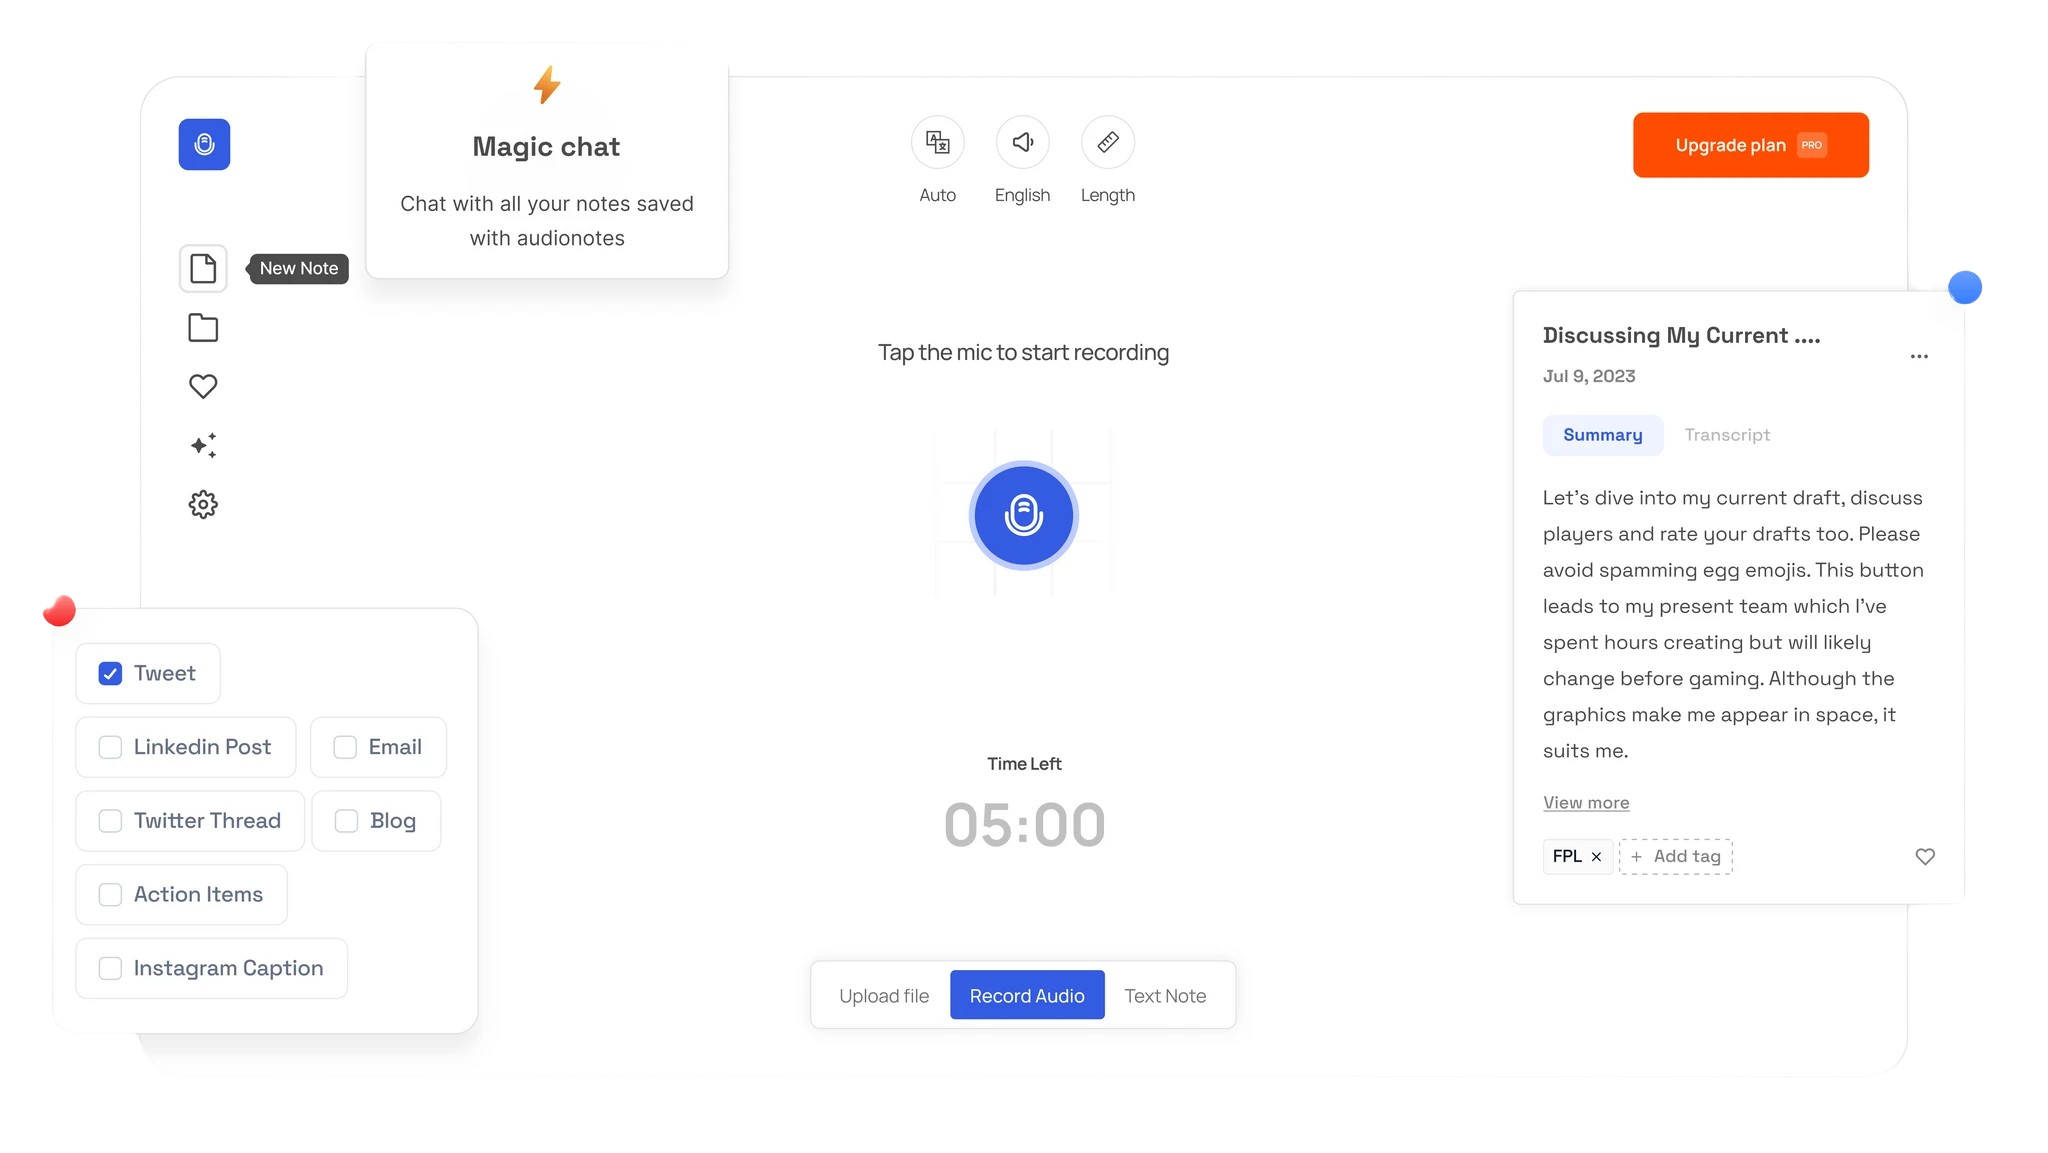 Magic chat
Chat with all your notes saved
with audionotes
Auto
English
Length
Upgrade plan PRO
New Note
Tap the mic to start recording
Discussing My Current ....
Jul 9, 2023
Summary
Transcript
Let's dive into my current draft, discuss
players and rate your drafts too. Please
avoid spamming egg emojis. This button
leads to my present team which I've
spent hours creating but will likely
change before gaming. Although the
graphics make me appear in space, it
suits me.
View more
FPL ×
+ Add tag
Tweet
Linkedin Post
Email
Twitter Thread
Blog
Action Items
Instagram Caption
Time Left
05:00
Upload file
Record Audio
Text Note